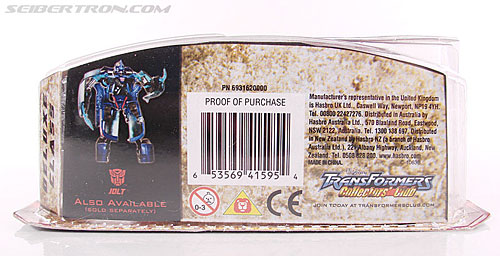 SEIBERTRON.COM
PN 6931620000
PROOF OF PURCHASE
6 53569 41595 4
0-3
CE
JOLT
ALSO AVAILABLE
(SOLD SEPARATELY)
Manufacturer's representative in the United Kingdom
is Hasbro UK Ltd., Caswell Way, Newport, NP19 4YH
Tel. 00800 22427276. Distributed in Australia by
Hasbro Australia Ltd., 570 Blaxland Road, Eastwood,
NSW 2122, Australia. Tel: 1300 138 697. Distributed
in New Zealand by Hasbro NZ (a branch of Hasbro
Australia Ltd.), 221 Albany Highway, Auckland, New
Zealand. Tel. 0508 828 200. www.hasbro.com
TRANSFORMERS
Collectors' Club
JOIN TODAY AT TRANSFORMERSCLUB.COM